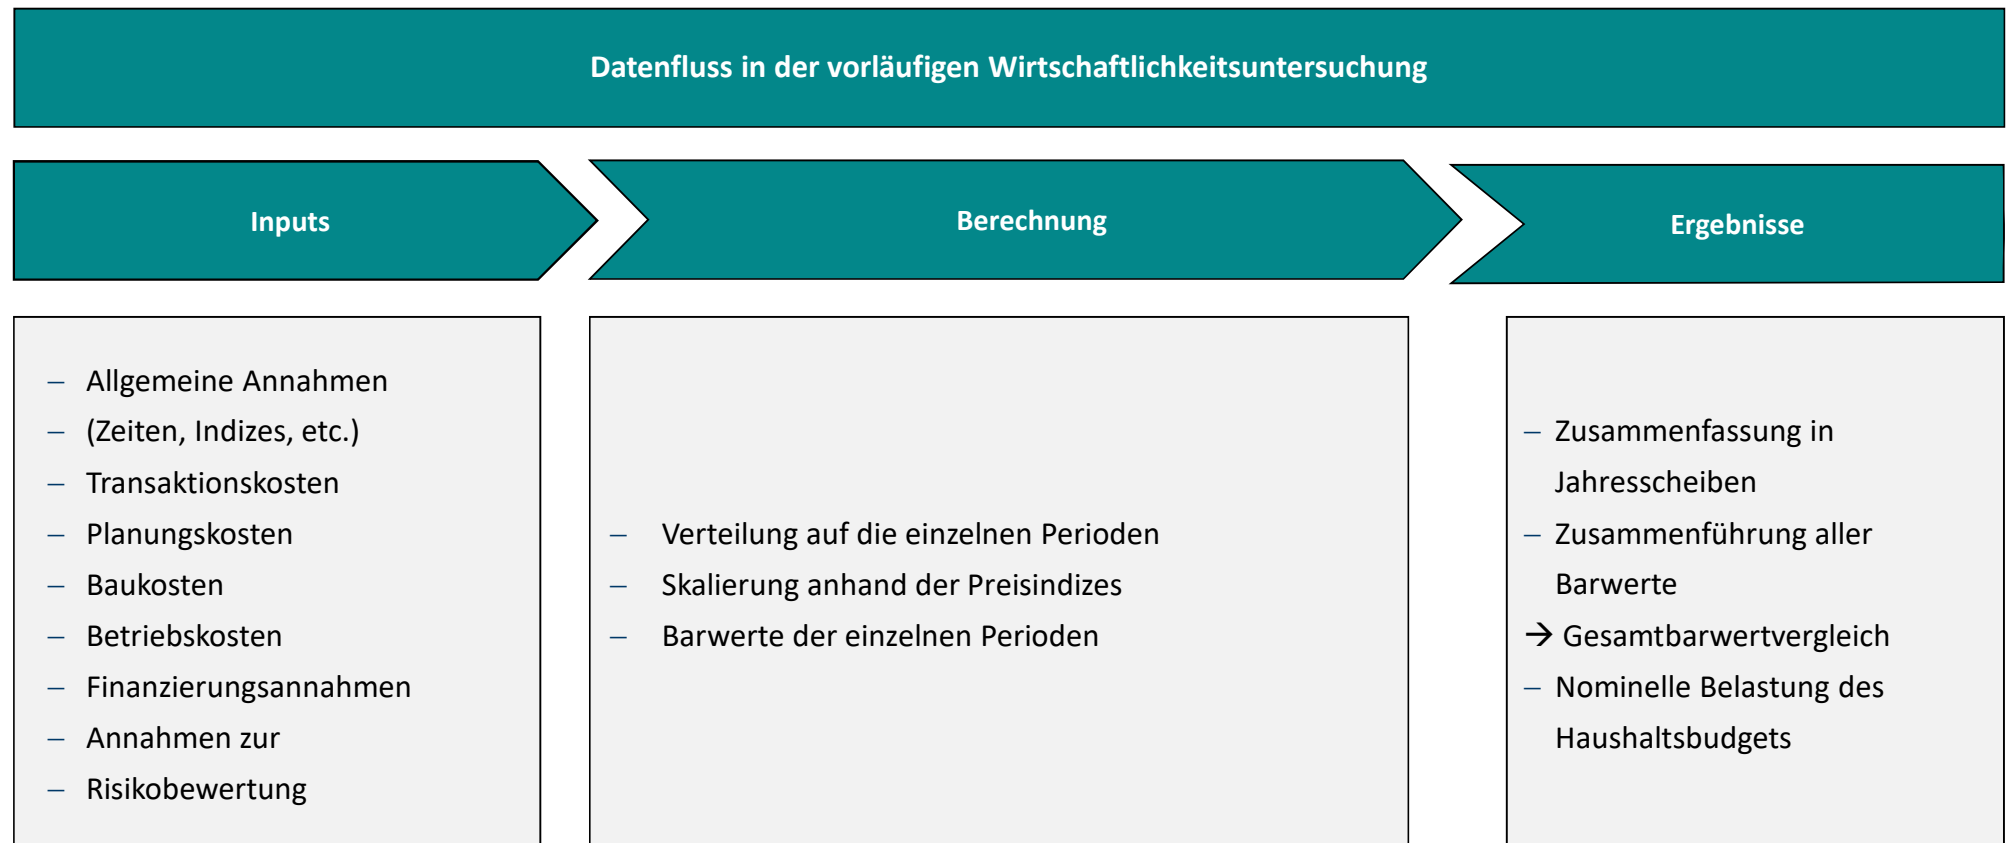 Datenfluss in der vorläufigen Wirtschaftlichkeitsuntersuchung
Inputs
Berechnung
Ergebnisse
– Allgemeine Annahmen
– (Zeiten, Indizes, etc.)
– Transaktionskosten
– Planungskosten
– Baukosten
– Betriebskosten
– Finanzierungsannahmen
– Annahmen zur
– Risikobewertung
– Verteilung auf die einzelnen Perioden
– Skalierung anhand der Preisindizes
– Barwerte der einzelnen Perioden
– Zusammenfassung in
Jahresscheiben
– Zusammenführung aller
Barwerte
→ Gesamtbarwertvergleich
– Nominelle Belastung des
Haushaltsbudgets